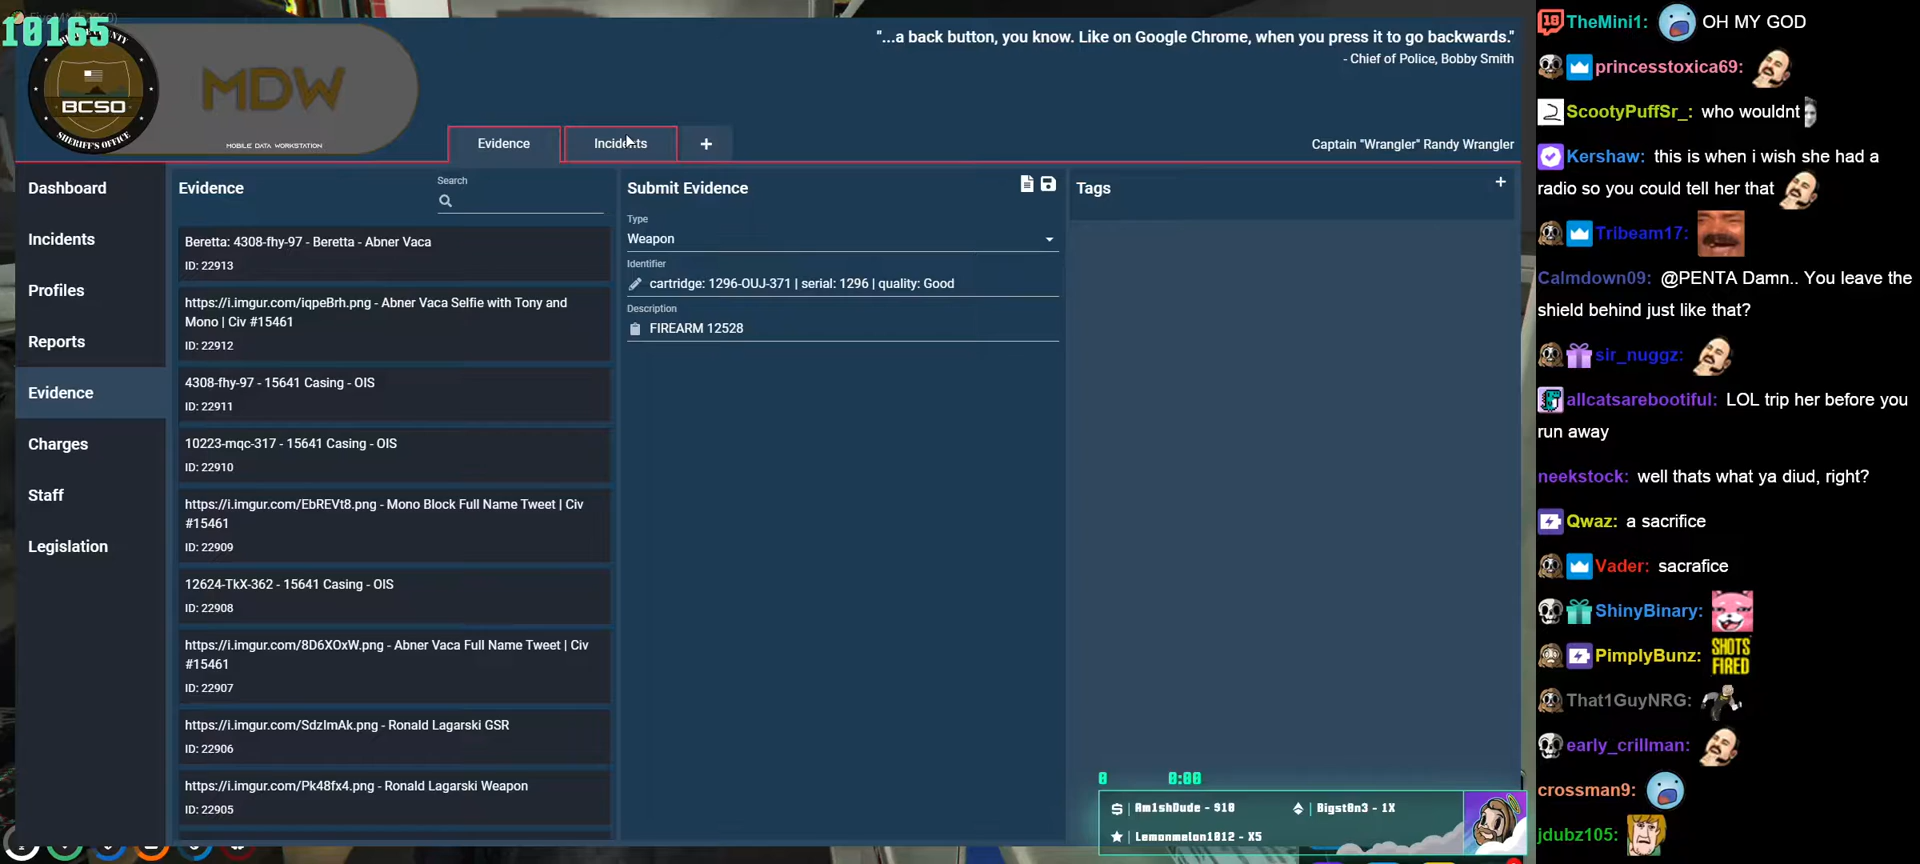 10165
BCSO
SHERIFF'S OFFICE
MDW
MOBILE DATA WORKSTATION
"...a back button, you know. Like on Google Chrome, when you press it to go backwards."
- Chief of Police, Bobby Smith
Evidence
Incidents
+
Captain "Wrangler" Randy Wrangler
Dashboard
Incidents
Profiles
Reports
Evidence
Charges
Staff
Legislation
Evidence
Search
Beretta: 4308-fhy-97 - Beretta - Abner Vaca
ID: 22913
https://i.imgur.com/iqpeBrh.png - Abner Vaca Selfie with Tony and
Mono | Civ #15461
ID: 22912
4308-fhy-97 - 15641 Casing - OIS
ID: 22911
10223-mqc-317 - 15641 Casing - OIS
ID: 22910
https://i.imgur.com/EbREVt8.png - Mono Block Full Name Tweet | Civ
#15461
ID: 22909
12624-TkX-362 - 15641 Casing - OIS
ID: 22908
https://i.imgur.com/8D6XOxW.png - Abner Vaca Full Name Tweet | Civ
#15461
ID: 22907
https://i.imgur.com/SdzImAk.png - Ronald Lagarski GSR
ID: 22906
https://i.imgur.com/Pk48fx4.png - Ronald Lagarski Weapon
ID: 22905
Submit Evidence
Type
Weapon
Identifier
cartridge: 1296-OUJ-371 | serial: 1296 | quality: Good
Description
FIREARM 12528
Tags
+
0 0:00
Am1shDude - 910
Bigst0n3 - 1X
Lemonmelon1012 - X5
TheMini1: OH MY GOD
princesstoxica69:
ScootyPuffSr_: who wouldnt
Kershaw: this is when i wish she had a
radio so you could tell her that
Tribeam17:
Calmdown09: @PENTA Damn.. You leave the
shield behind just like that?
sir_nuggz:
allcatsarebootiful: LOL trip her before you
run away
neekstock: well thats what ya diud, right?
Qwaz: a sacrifice
Vader: sacrafice
ShinyBinary:
PimplyBunz: SHOTS
FIRED
That1GuyNRG:
early_crillman:
crossman9:
jdubz105: